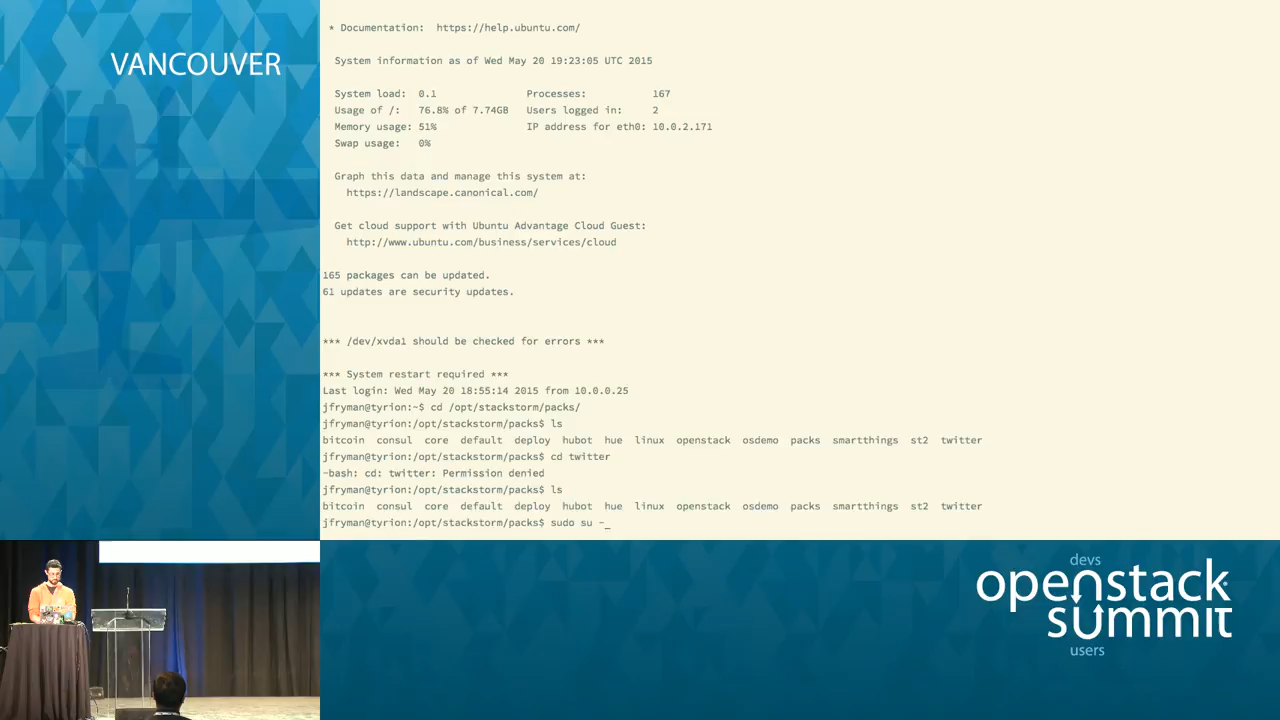 VANCOUVER
* Documentation: https://help.ubuntu.com/
System information as of Wed May 20 19:23:05 UTC 2015
System load: 0.1 Processes: 167
Usage of /: 76.8% of 7.74GB Users logged in: 2
Memory usage: 51% IP address for eth0: 10.0.2.171
Swap usage: 0%
Graph this data and manage this system at:
https://landscape.canonical.com/
Get cloud support with Ubuntu Advantage Cloud Guest:
http://www.ubuntu.com/business/services/cloud
165 packages can be updated.
61 updates are security updates.
*** /dev/xvda1 should be checked for errors ***
*** System restart required ***
Last login: Wed May 20 18:55:14 2015 from 10.0.0.25
jfryman@tyrion:~$ cd /opt/stackstorm/packs/
jfryman@tyrion:/opt/stackstorm/packs$ ls
bitcoin consul core default deploy hubot hue linux openstack osdemo packs smartthings st2 twitter
jfryman@tyrion:/opt/stackstorm/packs$ cd twitter
-bash: cd: twitter: Permission denied
jfryman@tyrion:/opt/stackstorm/packs$ ls
bitcoin consul core default deploy hubot hue linux openstack osdemo packs smartthings st2 twitter
jfryman@tyrion:/opt/stackstorm/packs$ sudo su -_
devs
openstack
summit
users